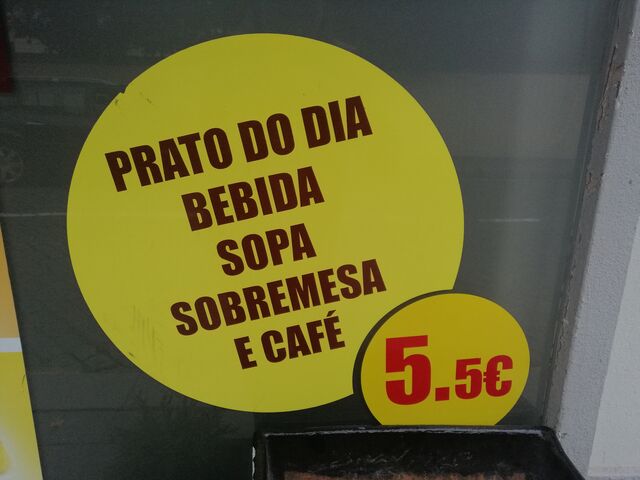 PRATO DO DIA
BEBIDA
SOPA
SOBREMESA
E CAFÉ
5.5€